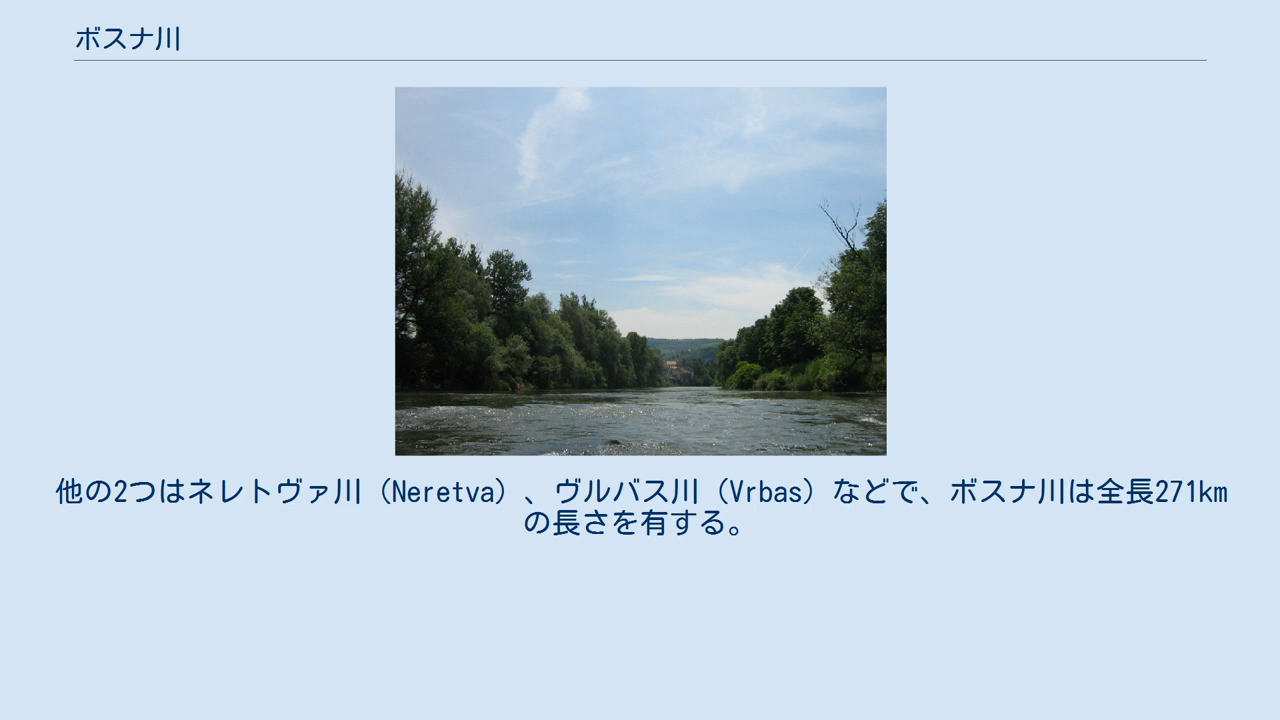 ボスナ川
他の2つはネレトヴァ川（Neretva）、ヴルバス川（Vrbas）などで、ボスナ川は全長271km
の長さを有する。